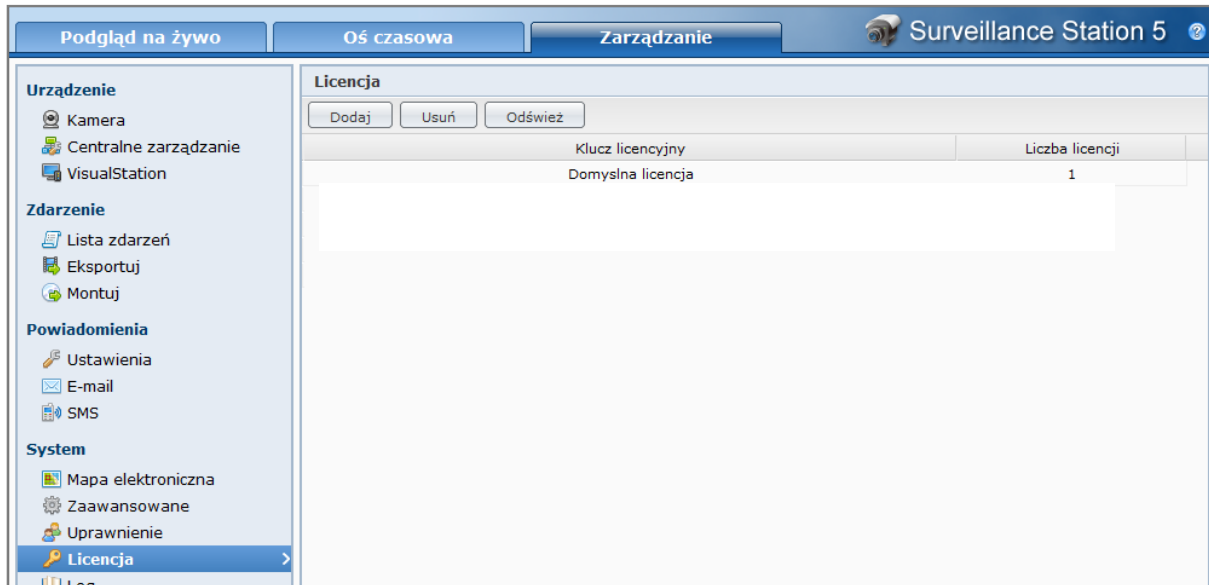 Podgląd na żywo
Oś czasowa
Zarządzanie
Surveillance Station 5
Urządzenie
Kamera
Centralne zarządzanie
VisualStation
Zdarzenie
Lista zdarzeń
Eksportuj
Montuj
Powiadomienia
Ustawienia
E-mail
SMS
System
Mapa elektroniczna
Zaawansowane
Uprawnienie
Licencja
Licencja
Dodaj
Usuń
Odśwież
Klucz licencyjny
Liczba licencji
Domyslna licencja
1